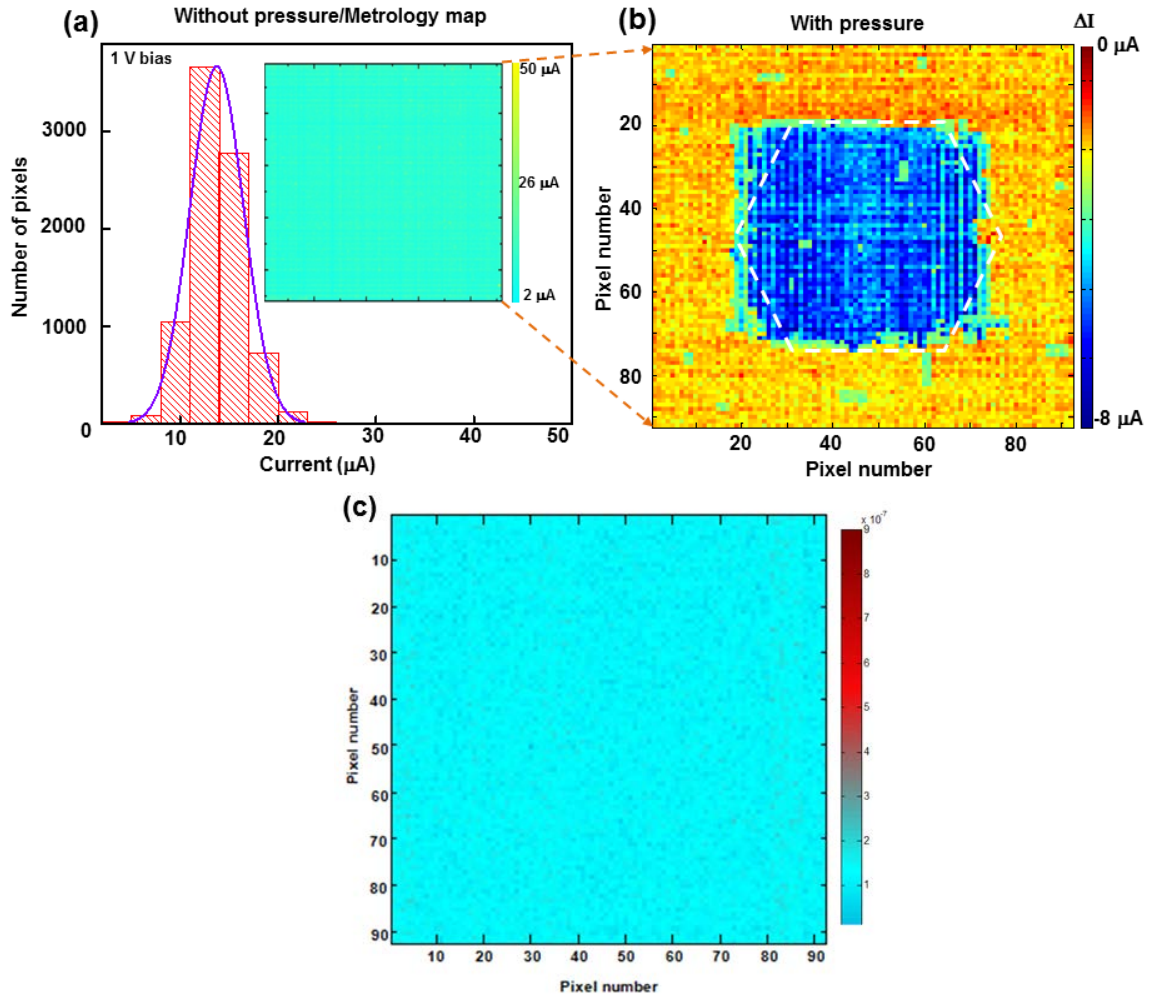 (a)
Without pressure/Metrology map
1 V bias
Number of pixels
3000
2000
1000
0
10
20
30
40
50
Current (μA)
50 μA
26 μA
2 μA
(b)
With pressure
ΔI
0 μA
-8 μA
Pixel number
20
40
60
80
20
40
60
80
Pixel number
(c)
Pixel number
10
20
30
40
50
60
70
80
90
10
20
30
40
50
60
70
80
90
Pixel number
x 10⁻⁷
9
8
7
6
5
4
3
2
1